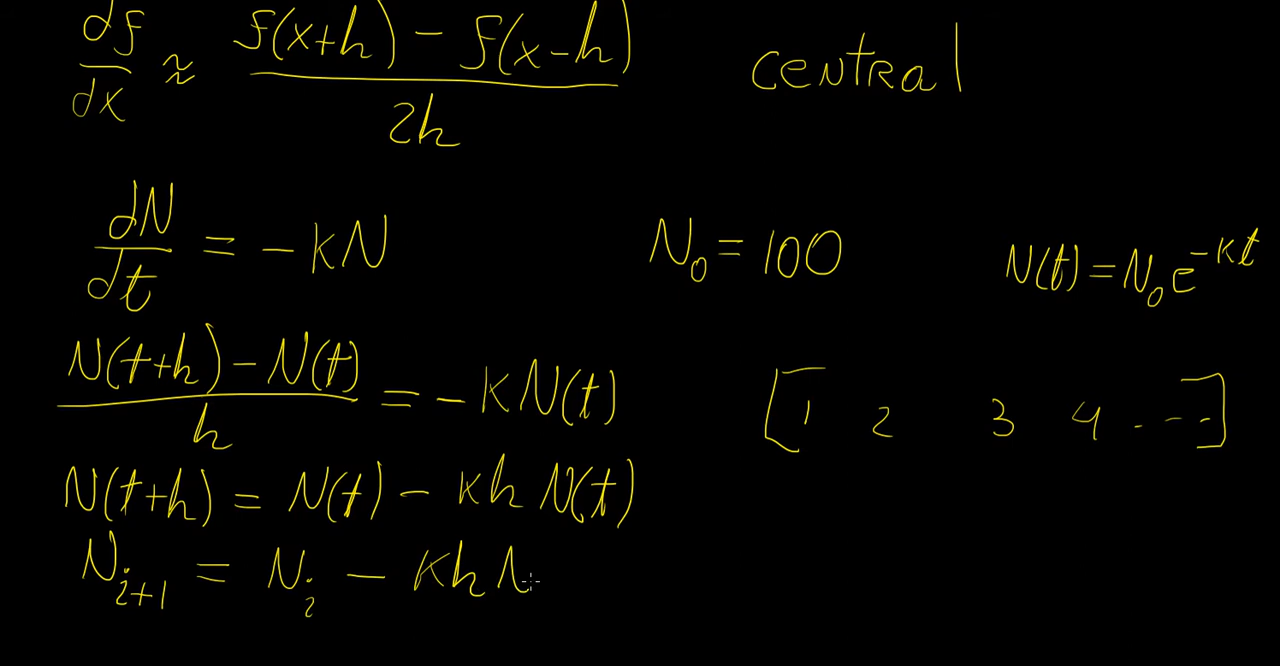 df/dx ≈ (f(x+h) - f(x-h))/2h central
dN/dt = -kN N₀ = 100 N(t) = N₀e^(-kt)
(N(t+h) - N(t))/h = -kN(t) [1 2 3 4 . - - .]
N(t+h) = N(t) - kh N(t)
N_{i+1} = N_i - kh N